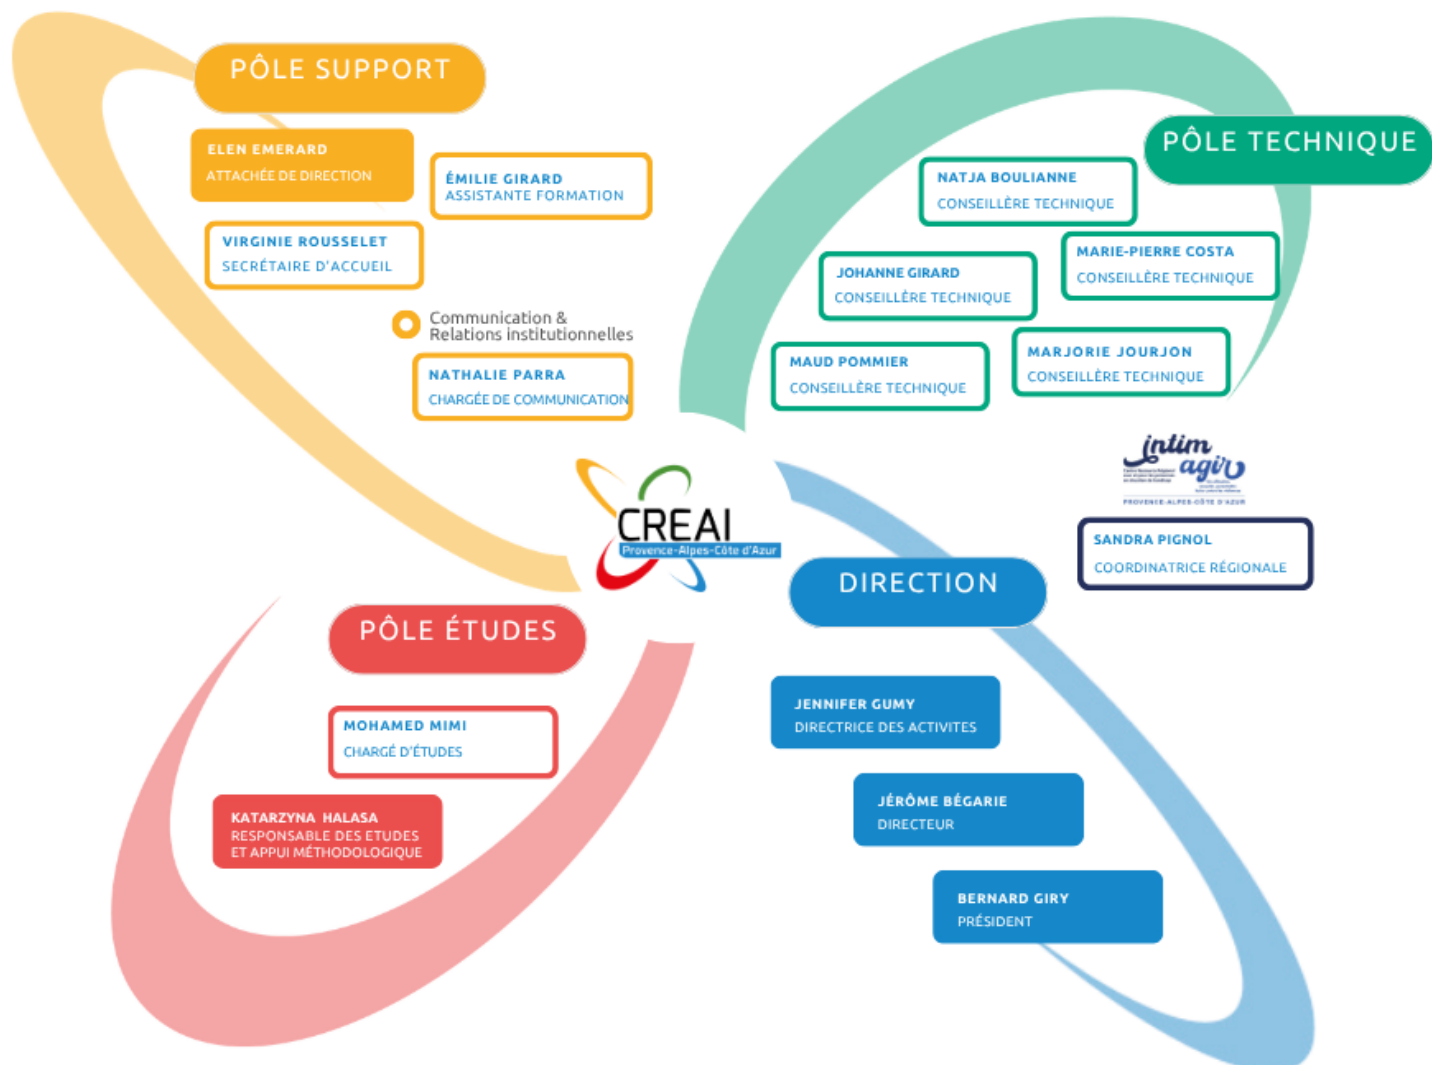 PÔLE SUPPORT
ELEN EMERARD
ATTACHÉE DE DIRECTION
ÉMILIE GIRARD
ASSISTANTE FORMATION
VIRGINIE ROUSSELET
SECRÉTAIRE D'ACCUEIL
Communication &
Relations institutionnelles
NATHALIE PARRA
CHARGÉE DE COMMUNICATION
PÔLE TECHNIQUE
NATJA BOULIANNE
CONSEILLÈRE TECHNIQUE
MARIE-PIERRE COSTA
CONSEILLÈRE TECHNIQUE
JOHANNE GIRARD
CONSEILLÈRE TECHNIQUE
MARJORIE JOURJON
CONSEILLÈRE TECHNIQUE
MAUD POMMIER
CONSEILLÈRE TECHNIQUE
intim
agir
PROVENCE-ALPES-CÔTE D'AZUR
SANDRA PIGNOL
COORDINATRICE RÉGIONALE
CREAI
Provence-Alpes-Côte d'Azur
DIRECTION
JENNIFER GUMY
DIRECTRICE DES ACTIVITES
JÉRÔME BÉGARIE
DIRECTEUR
BERNARD GIRY
PRÉSIDENT
PÔLE ÉTUDES
MOHAMED MIMI
CHARGÉ D'ÉTUDES
KATARZYNA HALASA
RESPONSABLE DES ETUDES
ET APPUI MÉTHODOLOGIQUE